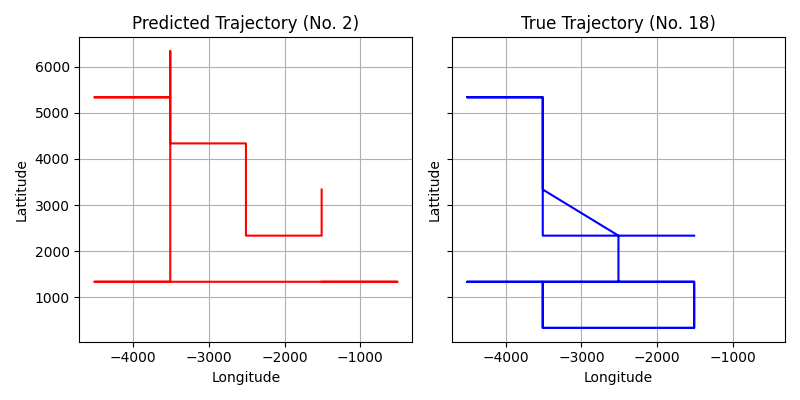 Predicted Trajectory (No. 2)
6000
5000
4000
3000
2000
1000
Lattitude
−4000 −3000 −2000 −1000
Longitude
True Trajectory (No. 18)
Lattitude
−4000 −3000 −2000 −1000
Longitude